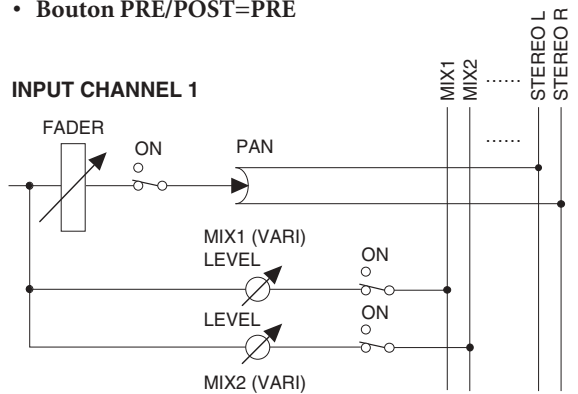 • Bouton PRE/POST=PRE
MIX1
MIX2
......
STEREO L
STEREO R
INPUT CHANNEL 1
......
FADER
ON
PAN
MIX1 (VARI)
LEVEL
ON
LEVEL
ON
MIX2 (VARI)